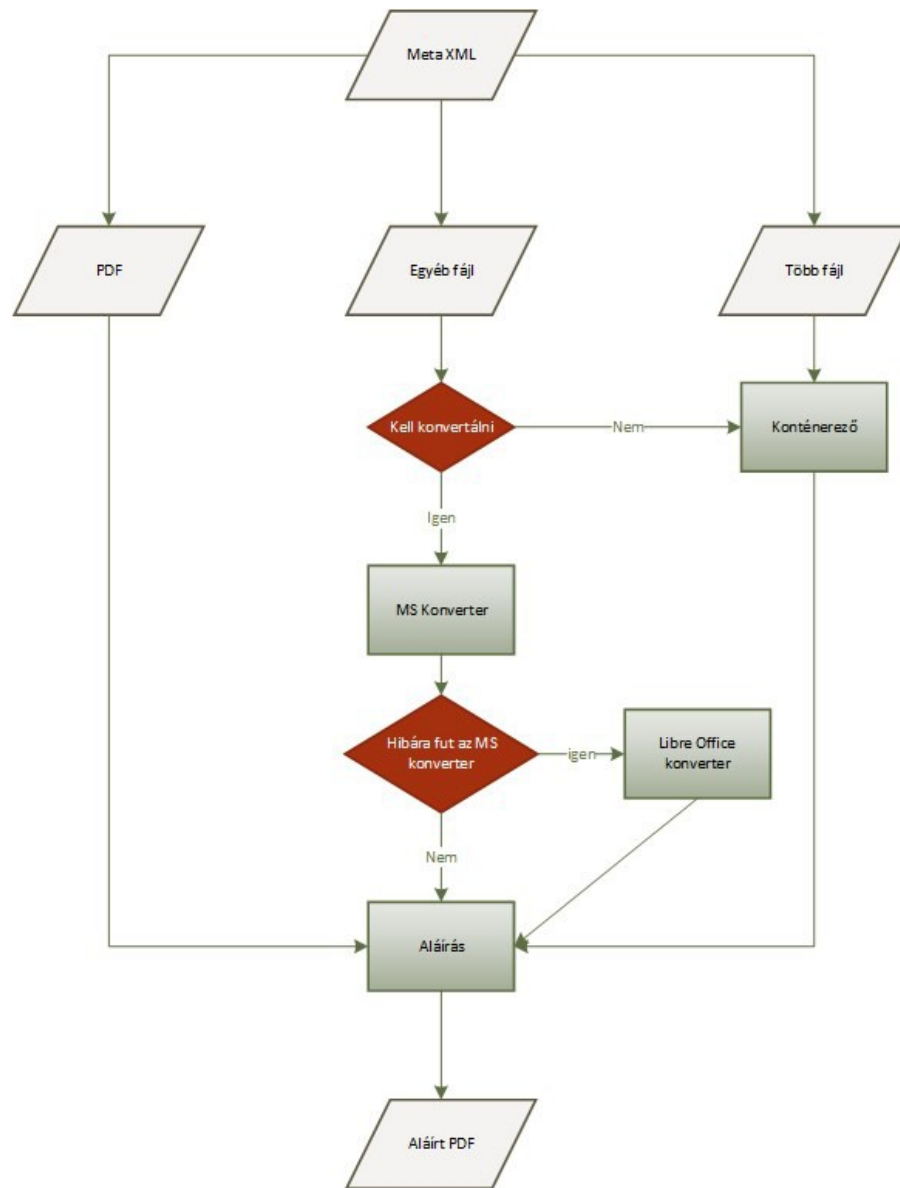 Meta XML
PDF
Egyéb fájl
Több fájl
Kell konvertálni
Nem
Konténerező
Igen
MS Konverter
Hibára fut az MS
konverter
igen
Libre Office
konverter
Nem
Aláírás
Aláírt PDF